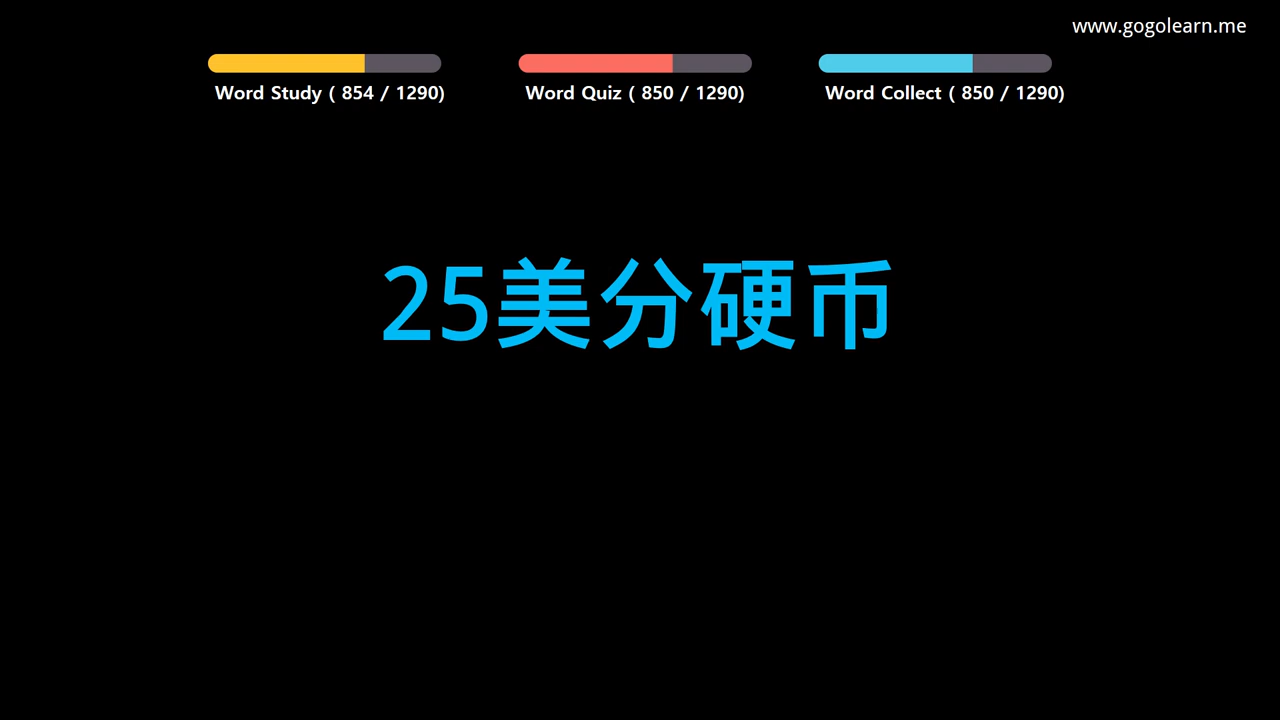 www.gogolearn.me
Word Study ( 854 / 1290)
Word Quiz ( 850 / 1290)
Word Collect ( 850 / 1290)
25美分硬币